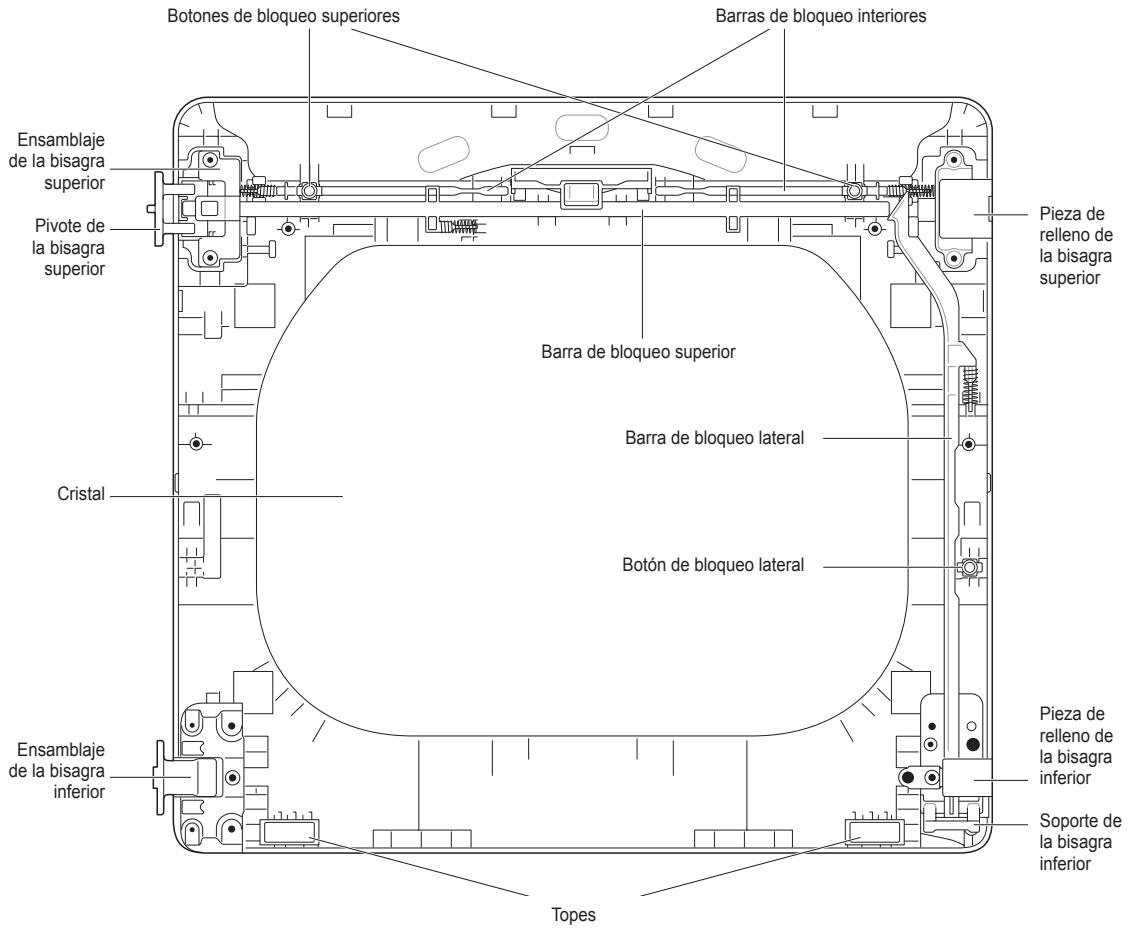 Botones de bloqueo superiores
Barras de bloqueo interiores
Ensamblaje
de la bisagra
superior
Pivote de
la bisagra
superior
Pieza de
relleno de
la bisagra
superior
Barra de bloqueo superior
Barra de bloqueo lateral
Cristal
Botón de bloqueo lateral
Ensamblaje
de la bisagra
inferior
Pieza de
relleno de
la bisagra
inferior
Soporte de
la bisagra
inferior
Topes